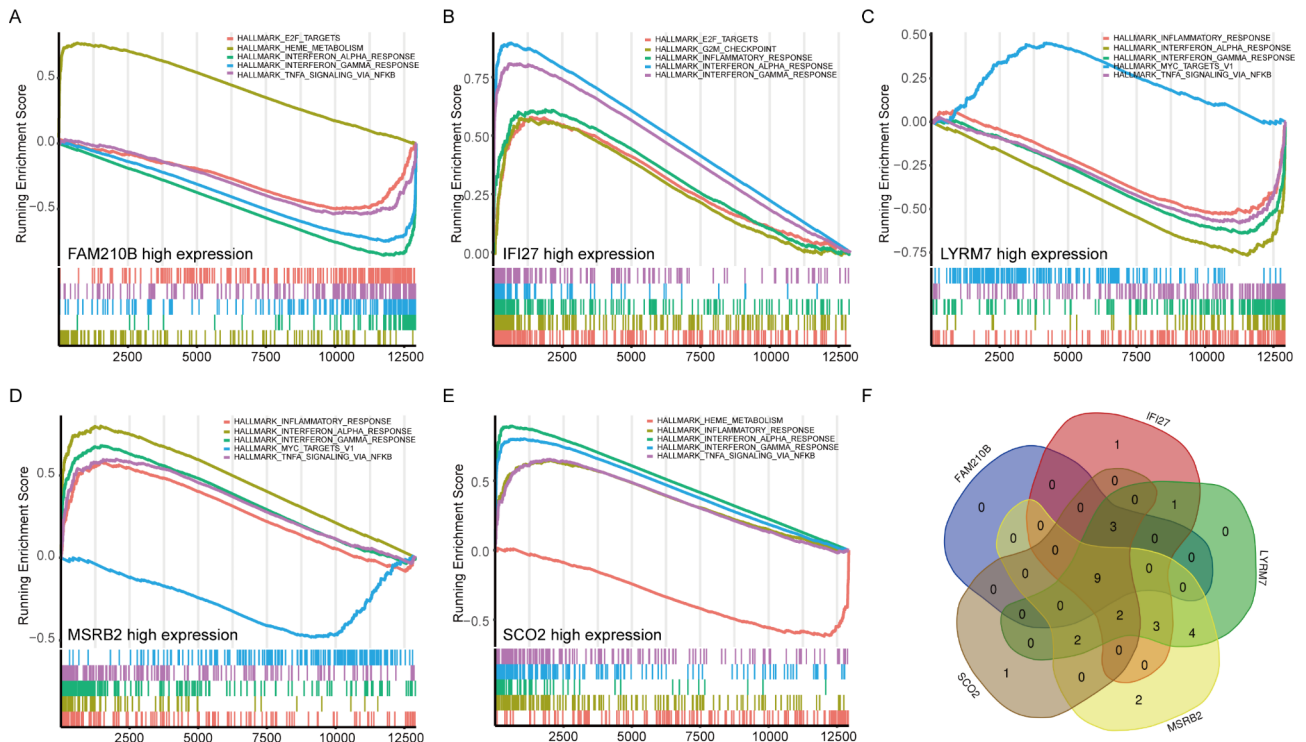 A
HALLMARK_E2F_TARGETS
HALLMARK_HEME_METABOLISM
HALLMARK_INTERFERON_ALPHA_RESPONSE
HALLMARK_INTERFERON_GAMMA_RESPONSE
HALLMARK_TNFA_SIGNALING_VIA_NFKB
Running Enrichment Score
0.5
0.0
−0.5
FAM210B high expression
2500 5000 7500 10000 12500
B
HALLMARK_E2F_TARGETS
HALLMARK_G2M_CHECKPOINT
HALLMARK_INFLAMMATORY_RESPONSE
HALLMARK_INTERFERON_ALPHA_RESPONSE
HALLMARK_INTERFERON_GAMMA_RESPONSE
Running Enrichment Score
0.75
0.50
0.25
0.00
IFI27 high expression
2500 5000 7500 10000 12500
C
HALLMARK_INFLAMMATORY_RESPONSE
HALLMARK_INTERFERON_ALPHA_RESPONSE
HALLMARK_INTERFERON_GAMMA_RESPONSE
HALLMARK_MYC_TARGETS_V1
HALLMARK_TNFA_SIGNALING_VIA_NFKB
Running Enrichment Score
0.50
0.25
0.00
−0.25
−0.50
−0.75
LYRM7 high expression
2500 5000 7500 10000 12500
D
HALLMARK_INFLAMMATORY_RESPONSE
HALLMARK_INTERFERON_ALPHA_RESPONSE
HALLMARK_INTERFERON_GAMMA_RESPONSE
HALLMARK_MYC_TARGETS_V1
HALLMARK_TNFA_SIGNALING_VIA_NFKB
Running Enrichment Score
0.5
0.0
−0.5
MSRB2 high expression
2500 5000 7500 10000 12500
E
HALLMARK_HEME_METABOLISM
HALLMARK_INFLAMMATORY_RESPONSE
HALLMARK_INTERFERON_ALPHA_RESPONSE
HALLMARK_INTERFERON_GAMMA_RESPONSE
HALLMARK_TNFA_SIGNALING_VIA_NFKB
Running Enrichment Score
0.5
0.0
−0.5
SCO2 high expression
2500 5000 7500 10000 12500
F
IFI27
1
FAM210B
0 0
0 0 0 1
0 0 3 0 0
LYRM7
0 0 0 0 0
0 0 9 0 0
0 2 3 4
0 2 0
1 0 0
SCO2
2
MSRB2